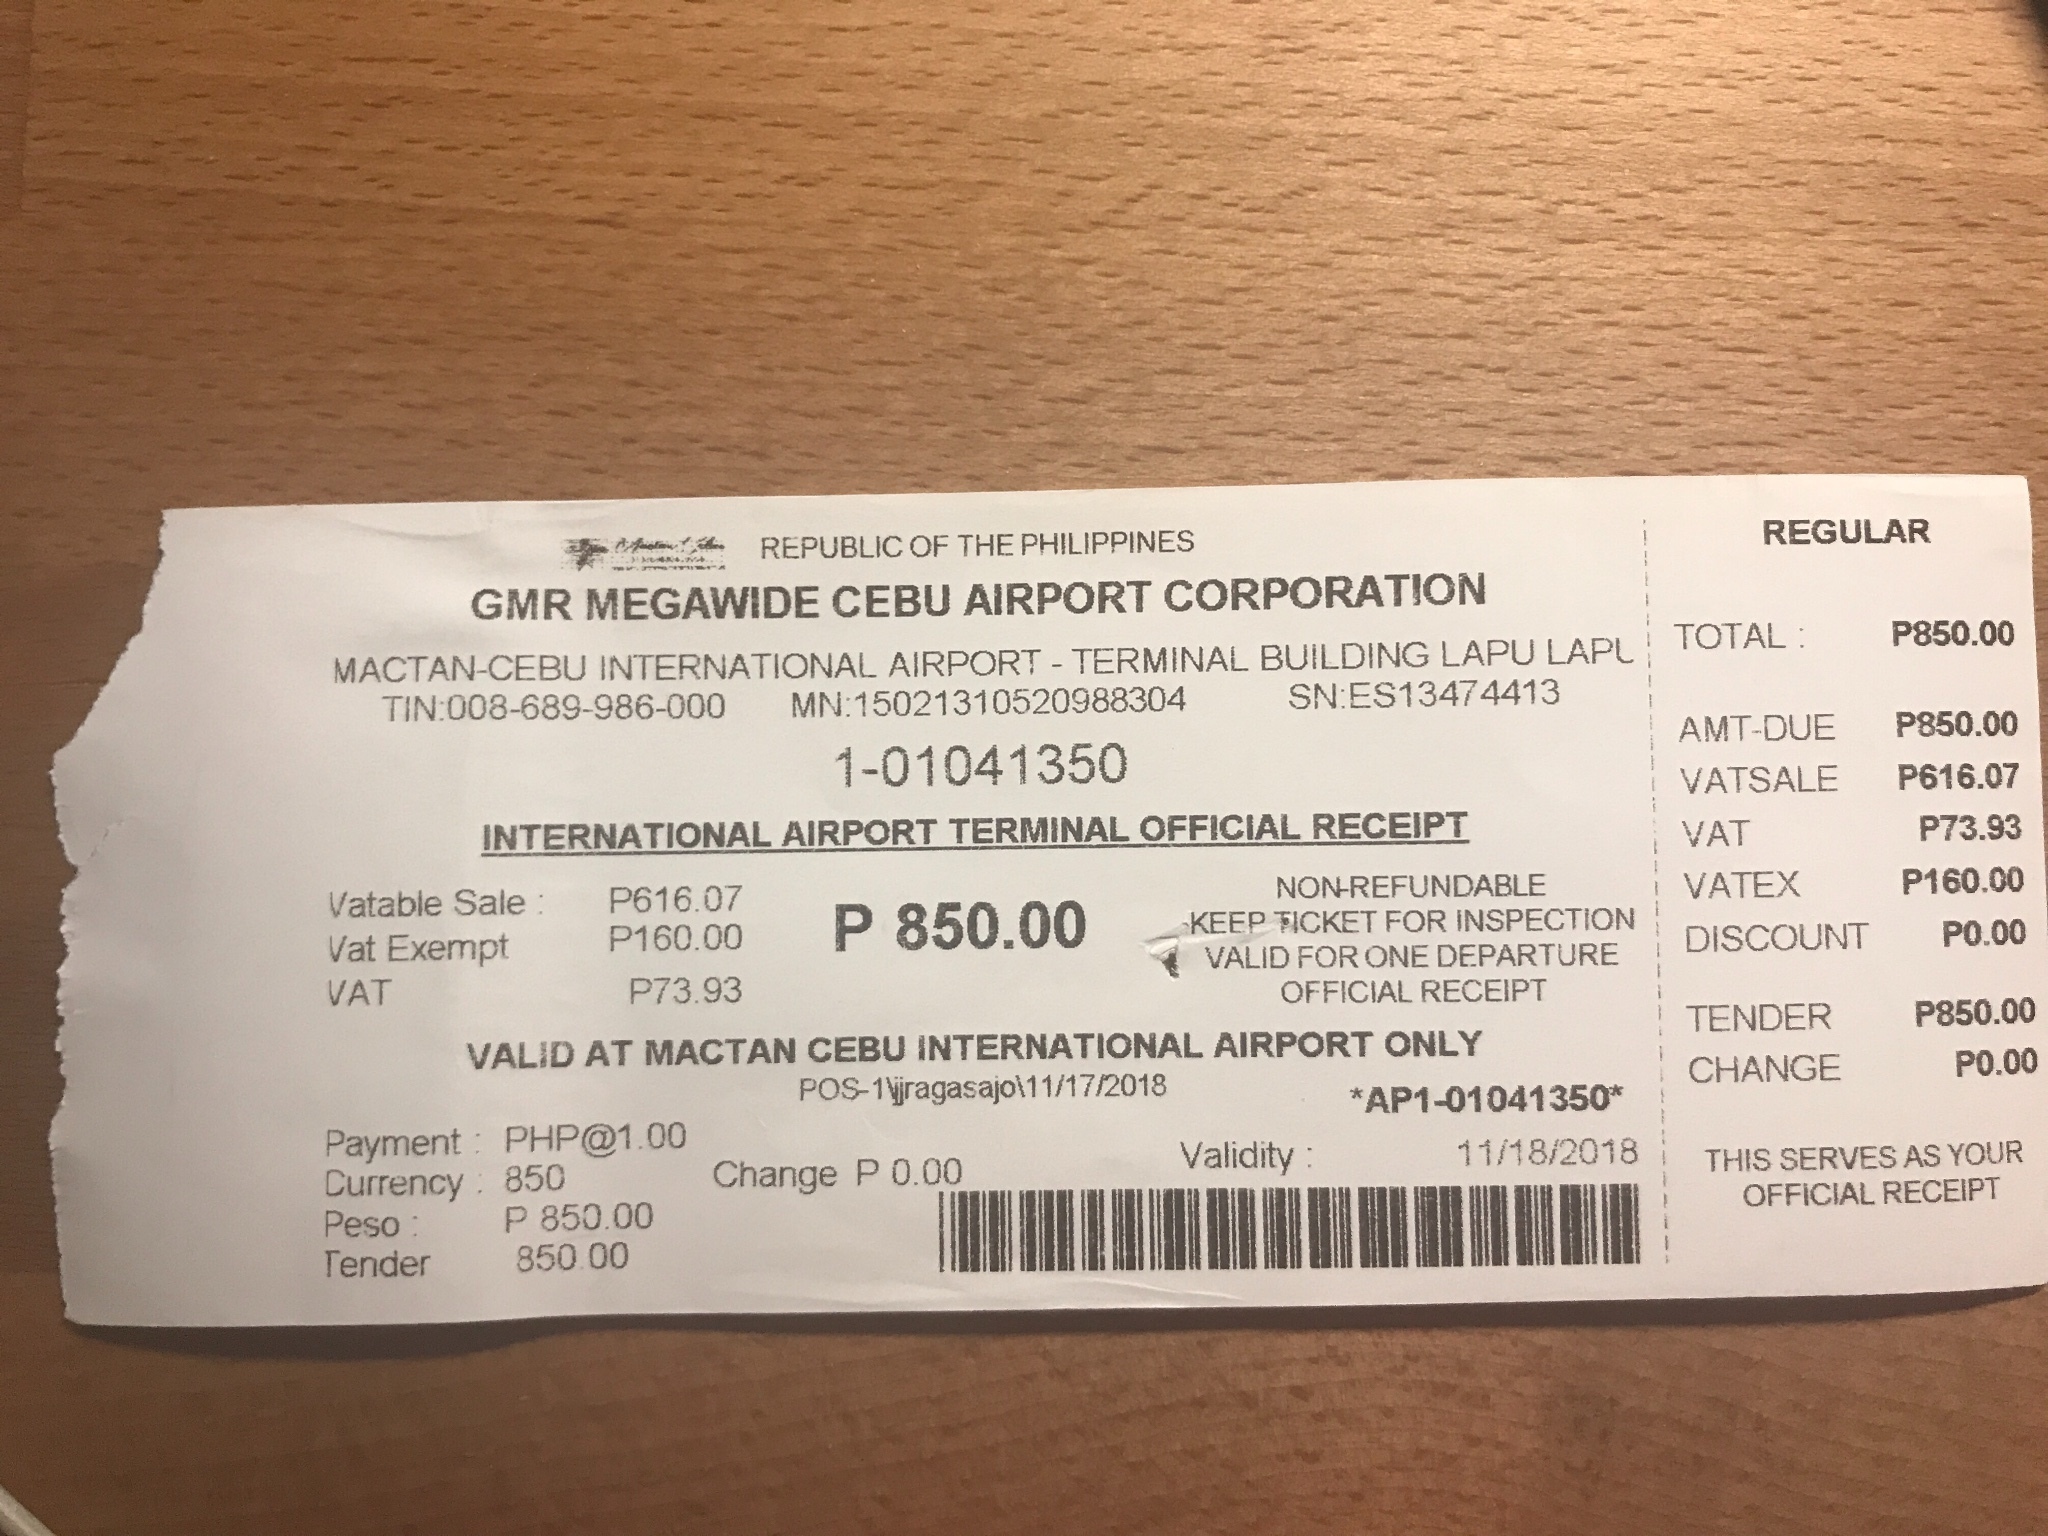 REPUBLIC OF THE PHILIPPINES
GMR MEGAWIDE CEBU AIRPORT CORPORATION
MACTAN-CEBU INTERNATIONAL AIRPORT - TERMINAL BUILDING LAPU LAPU
TIN:008-689-986-000 MN:15021310520988304 SN:ES13474413
1-01041350
INTERNATIONAL AIRPORT TERMINAL OFFICIAL RECEIPT
Vatable Sale : P616.07
Vat Exempt P160.00
VAT P73.93
P 850.00
NON-REFUNDABLE
KEEP TICKET FOR INSPECTION
VALID FOR ONE DEPARTURE
OFFICIAL RECEIPT
VALID AT MACTAN CEBU INTERNATIONAL AIRPORT ONLY
POS-1\jjragasajo\11/17/2018
*AP1-01041350*
Payment : PHP@1.00
Currency : 850
Peso : P 850.00
Tender 850.00
Change P 0.00
Validity : 11/18/2018
REGULAR
TOTAL : P850.00
AMT-DUE P850.00
VATSALE P616.07
VAT P73.93
VATEX P160.00
DISCOUNT P0.00
TENDER P850.00
CHANGE P0.00
THIS SERVES AS YOUR
OFFICIAL RECEIPT